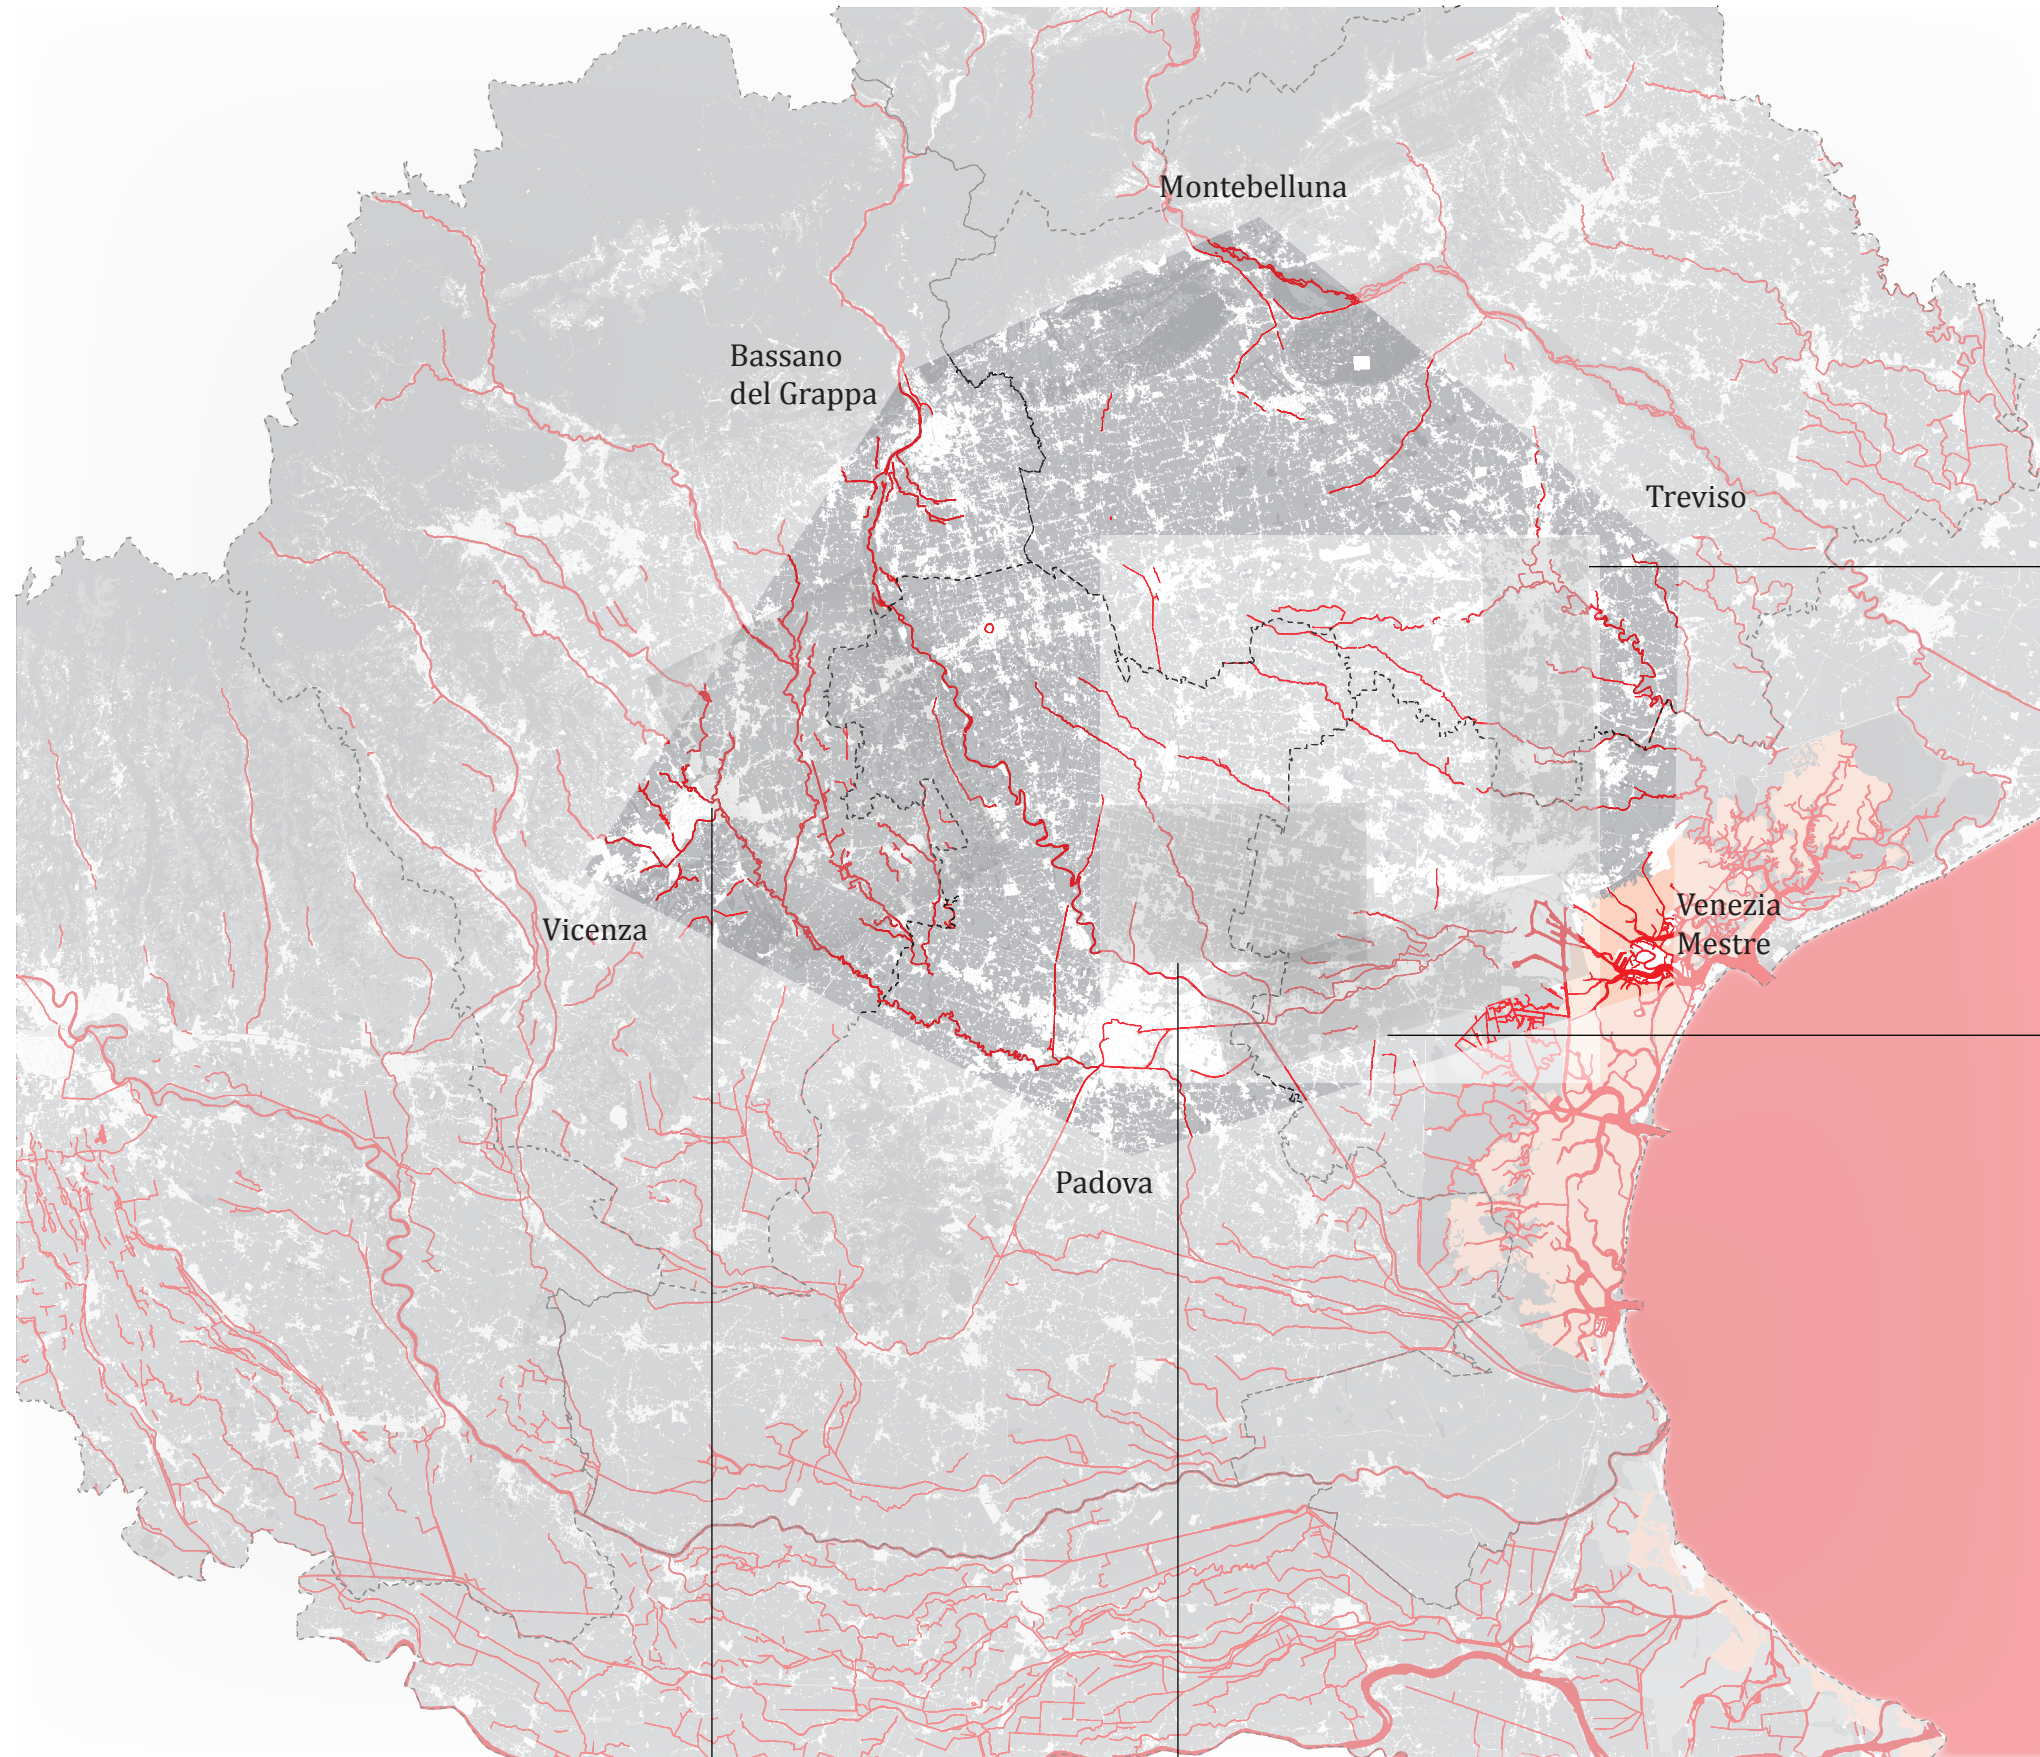 Montebelluna
Bassano
del Grappa
Treviso
Venezia
Mestre
Vicenza
Padova